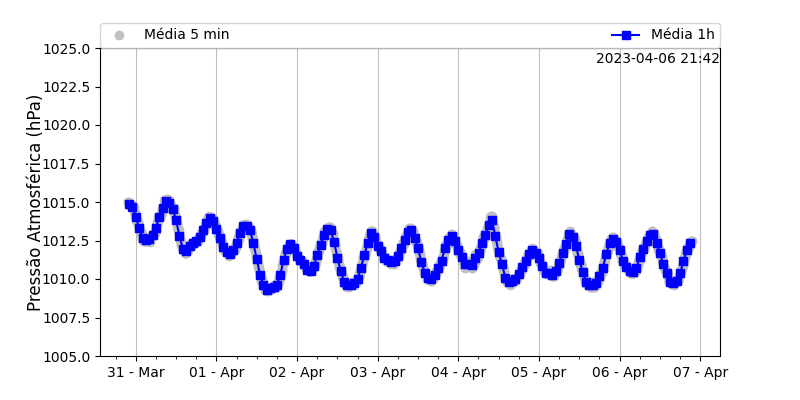 Média 5 min
Média 1h
2023-04-06 21:42
Pressão Atmosférica (hPa)
1025.0
1022.5
1020.0
1017.5
1015.0
1012.5
1010.0
1007.5
1005.0
31 - Mar
01 - Apr
02 - Apr
03 - Apr
04 - Apr
05 - Apr
06 - Apr
07 - Apr